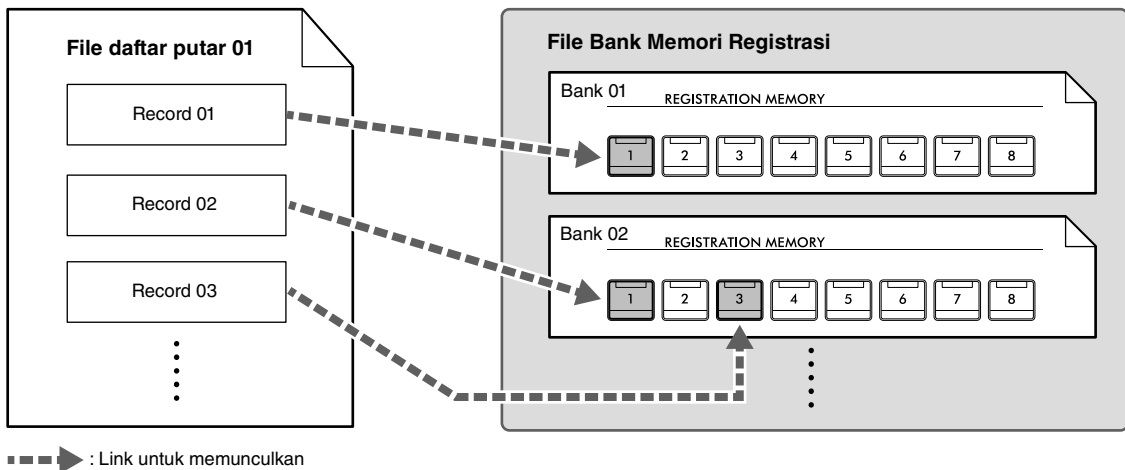 File daftar putar 01
Record 01
Record 02
Record 03
File Bank Memori Registrasi
Bank 01
REGISTRATION MEMORY
1 2 3 4 5 6 7 8
Bank 02
REGISTRATION MEMORY
1 2 3 4 5 6 7 8
: Link untuk memunculkan